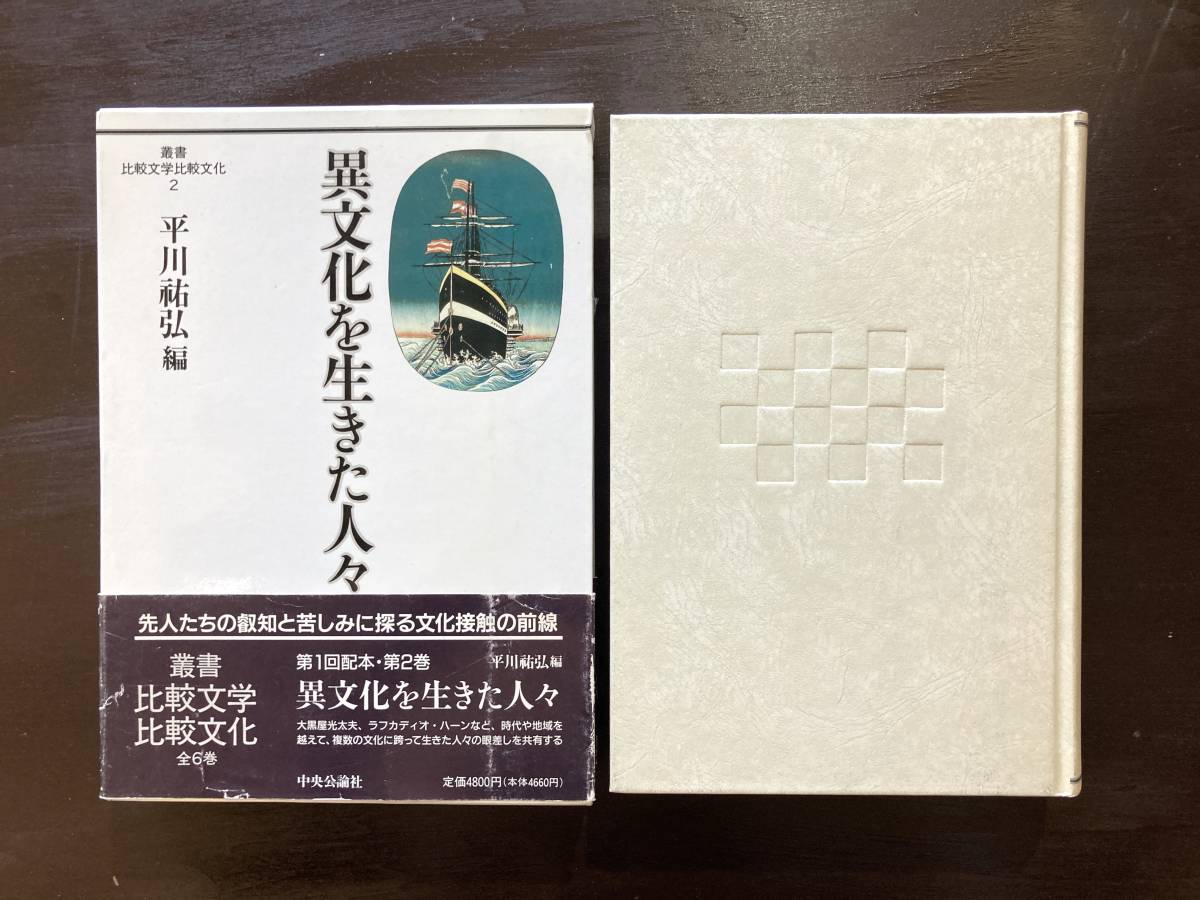 叢書
比較文学比較文化
2
異文化を生きた人々
平川祐弘 編
先人たちの叡知と苦しみに探る文化接触の前線
叢書
比較文学
比較文化
全6巻
第1回配本・第2巻 平川祐弘編
異文化を生きた人々
大黒屋光太夫、ラフカディオ・ハーンなど、時代や地域を
越えて、複数の文化に跨って生きた人々の眼差しを共有する
中央公論社 定価4800円(本体4660円)